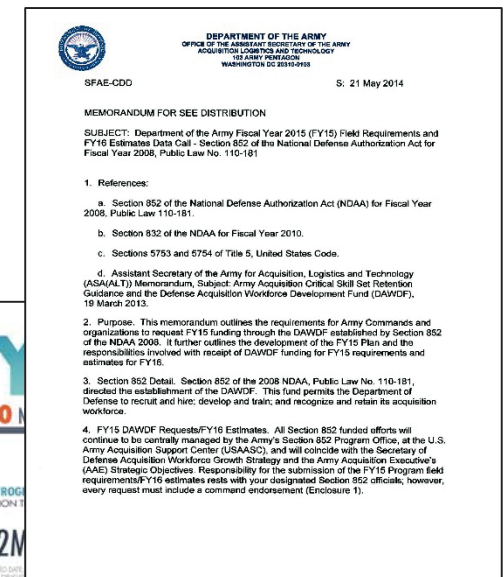 DEPARTMENT OF THE ARMY
OFFICE OF THE ASSISTANT SECRETARY OF THE ARMY
ACQUISITION LOGISTICS AND TECHNOLOGY
103 ARMY PENTAGON
WASHINGTON DC 20310-0103
SFAE-CDD S: 21 May 2014
MEMORANDUM FOR SEE DISTRIBUTION
SUBJECT: Department of the Army Fiscal Year 2015 (FY15) Field Requirements and
FY16 Estimates Data Call - Section 852 of the National Defense Authorization Act for
Fiscal Year 2008, Public Law No. 110-181
1. References:
a. Section 852 of the National Defense Authorization Act (NDAA) for Fiscal Year
2008, Public Law 110-181.
b. Section 832 of the NDAA for Fiscal Year 2010.
c. Sections 5753 and 5754 of Title 5, United States Code.
d. Assistant Secretary of the Army for Acquisition, Logistics and Technology
(ASA(ALT)) Memorandum, Subject: Army Acquisition Critical Skill Set Retention
Guidance and the Defense Acquisition Workforce Development Fund (DAWDF),
19 March 2013.
2. Purpose. This memorandum outlines the requirements for Army Commands and
organizations to request FY15 funding through the DAWDF established by Section 852
of the NDAA 2008. It further outlines the development of the FY15 Plan and the
responsibilities involved with receipt of DAWDF funding for FY15 requirements and
estimates for FY16.
3. Section 852 Detail. Section 852 of the 2008 NDAA, Public Law No. 110-181,
directed the establishment of the DAWDF. This fund permits the Department of
Defense to recruit and hire; develop and train; and recognize and retain its acquisition
workforce.
4. FY15 DAWDF Requests/FY16 Estimates. All Section 852 funded efforts will
continue to be centrally managed by the Army's Section 852 Program Office, at the U.S.
Army Acquisition Support Center (USAASC), and will coincide with the Secretary of
Defense Acquisition Workforce Growth Strategy and the Army Acquisition Executive's
(AAE) Strategic Objectives. Responsibility for the submission of the FY15 Program field
requirements/FY16 estimates rests with your designated Section 852 officials; however,
every request must include a command endorsement (Enclosure 1).
Y
O N
PROG
ION T
2M